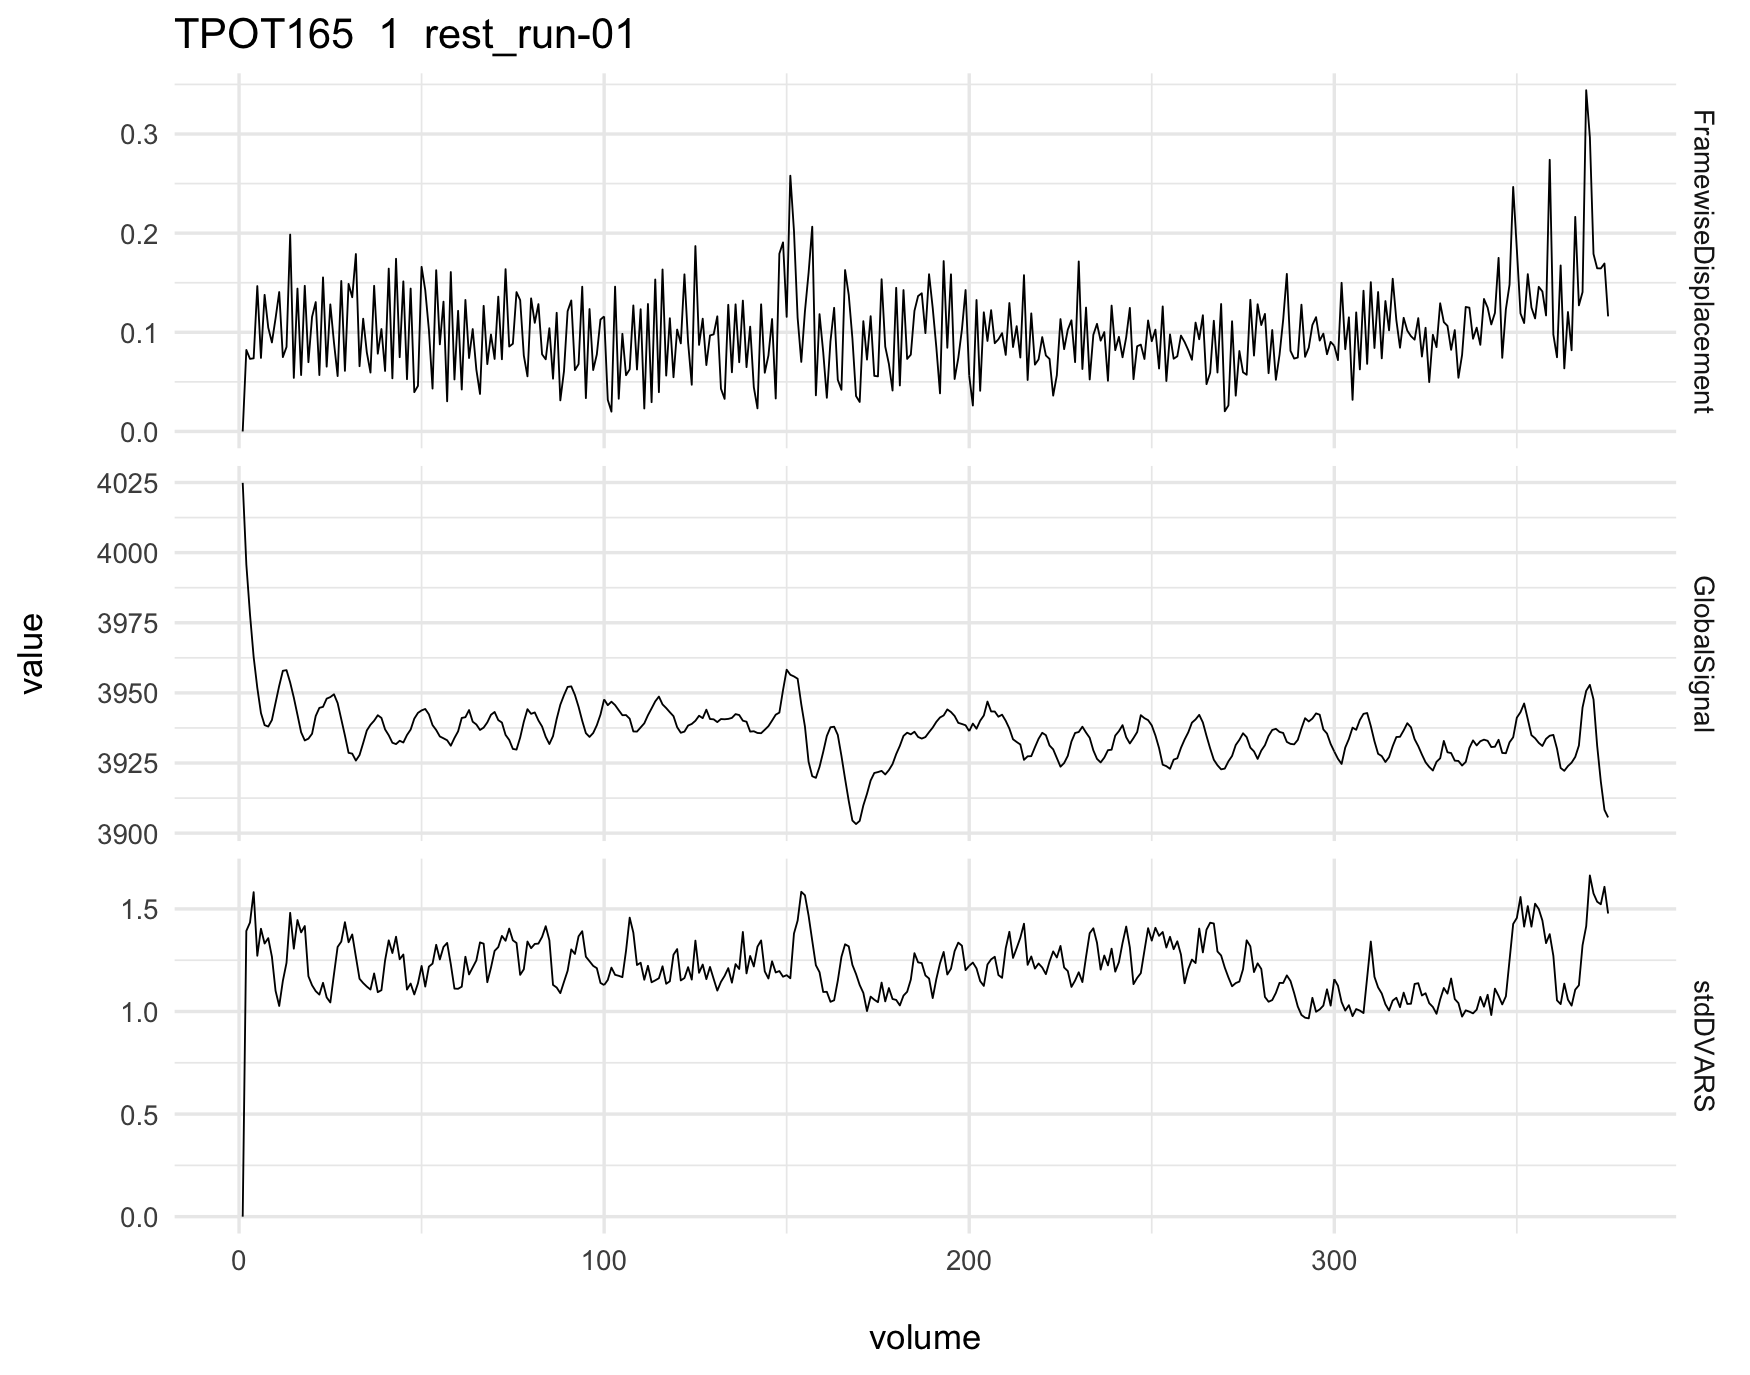 TPOT165 1 rest_run-01
0.3
0.2
0.1
0.0
FramewiseDisplacement
4025
4000
3975
3950
3925
3900
GlobalSignal
value
1.5
1.0
0.5
0.0
stdDVARS
0 100 200 300
volume